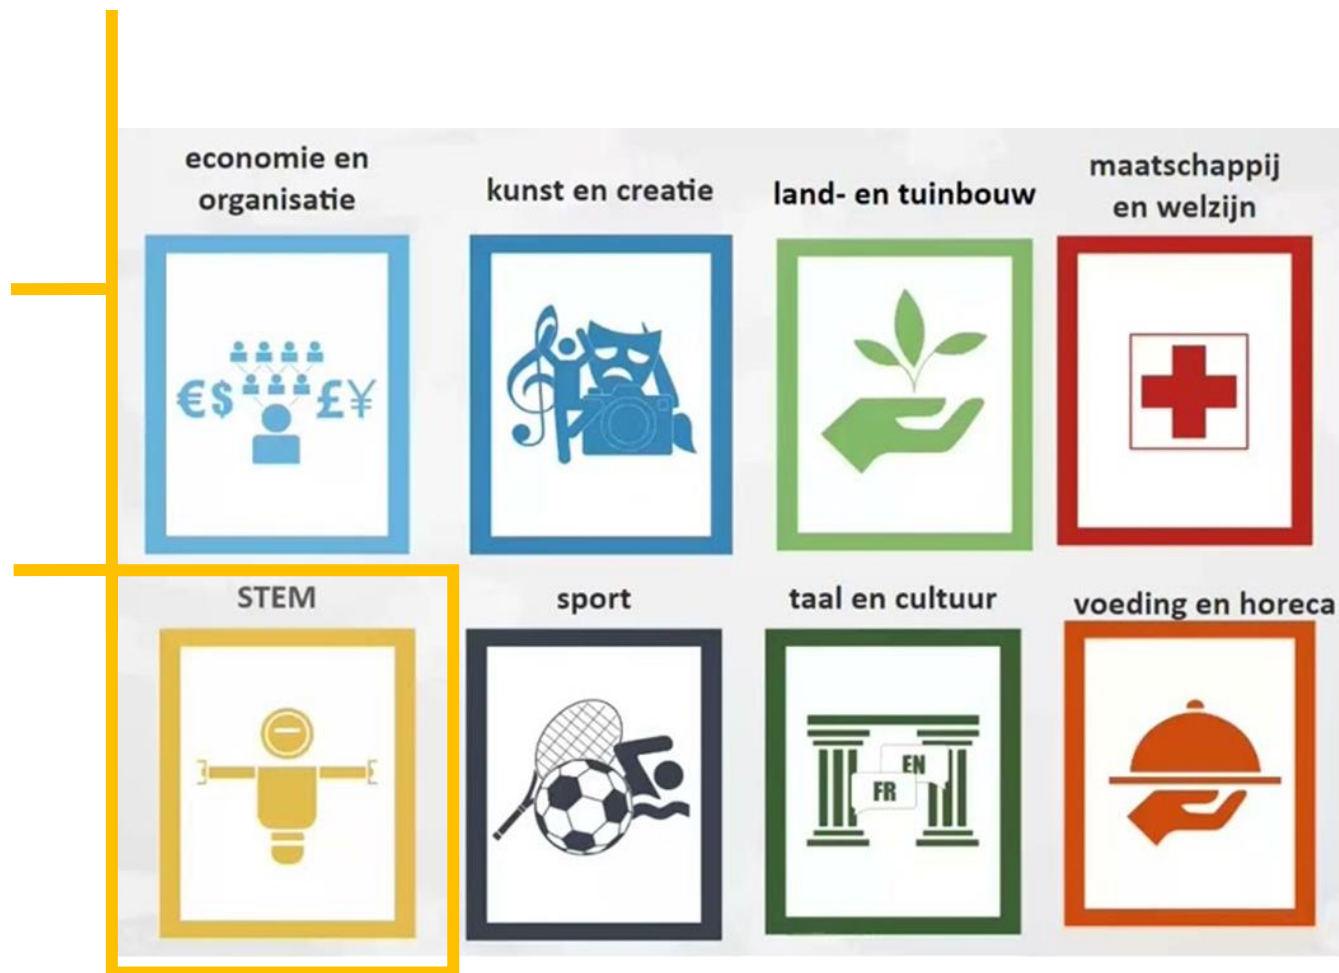 economie en
organisatie
kunst en creatie
land- en tuinbouw
maatschappij
en welzijn
€$
£¥
STEM
sport
taal en cultuur
EN
FR
voeding en horeca